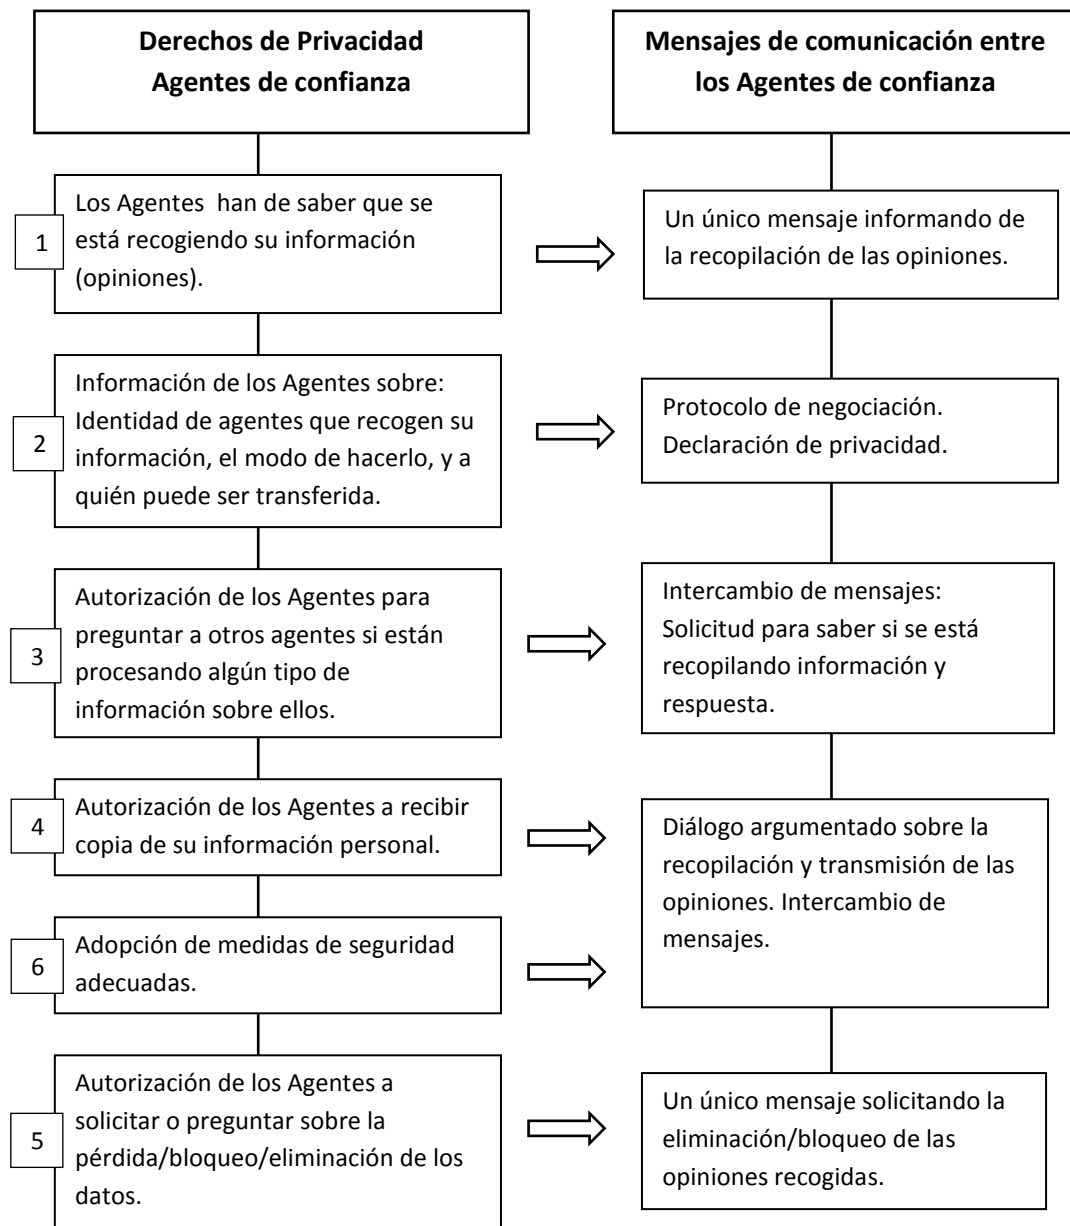 Derechos de Privacidad
Agentes de confianza
Mensajes de comunicación entre
los Agentes de confianza
1
Los Agentes han de saber que se
está recogiendo su información
(opiniones).
Un único mensaje informando de
la recopilación de las opiniones.
2
Información de los Agentes sobre:
Identidad de agentes que recogen su
información, el modo de hacerlo, y a
quién puede ser transferida.
Protocolo de negociación.
Declaración de privacidad.
3
Autorización de los Agentes para
preguntar a otros agentes si están
procesando algún tipo de
información sobre ellos.
Intercambio de mensajes:
Solicitud para saber si se está
recopilando información y
respuesta.
4
Autorización de los Agentes a recibir
copia de su información personal.
Diálogo argumentado sobre la
recopilación y transmisión de las
opiniones. Intercambio de
mensajes.
6
Adopción de medidas de seguridad
adecuadas.
5
Autorización de los Agentes a
solicitar o preguntar sobre la
pérdida/bloqueo/eliminación de los
datos.
Un único mensaje solicitando la
eliminación/bloqueo de las
opiniones recogidas.